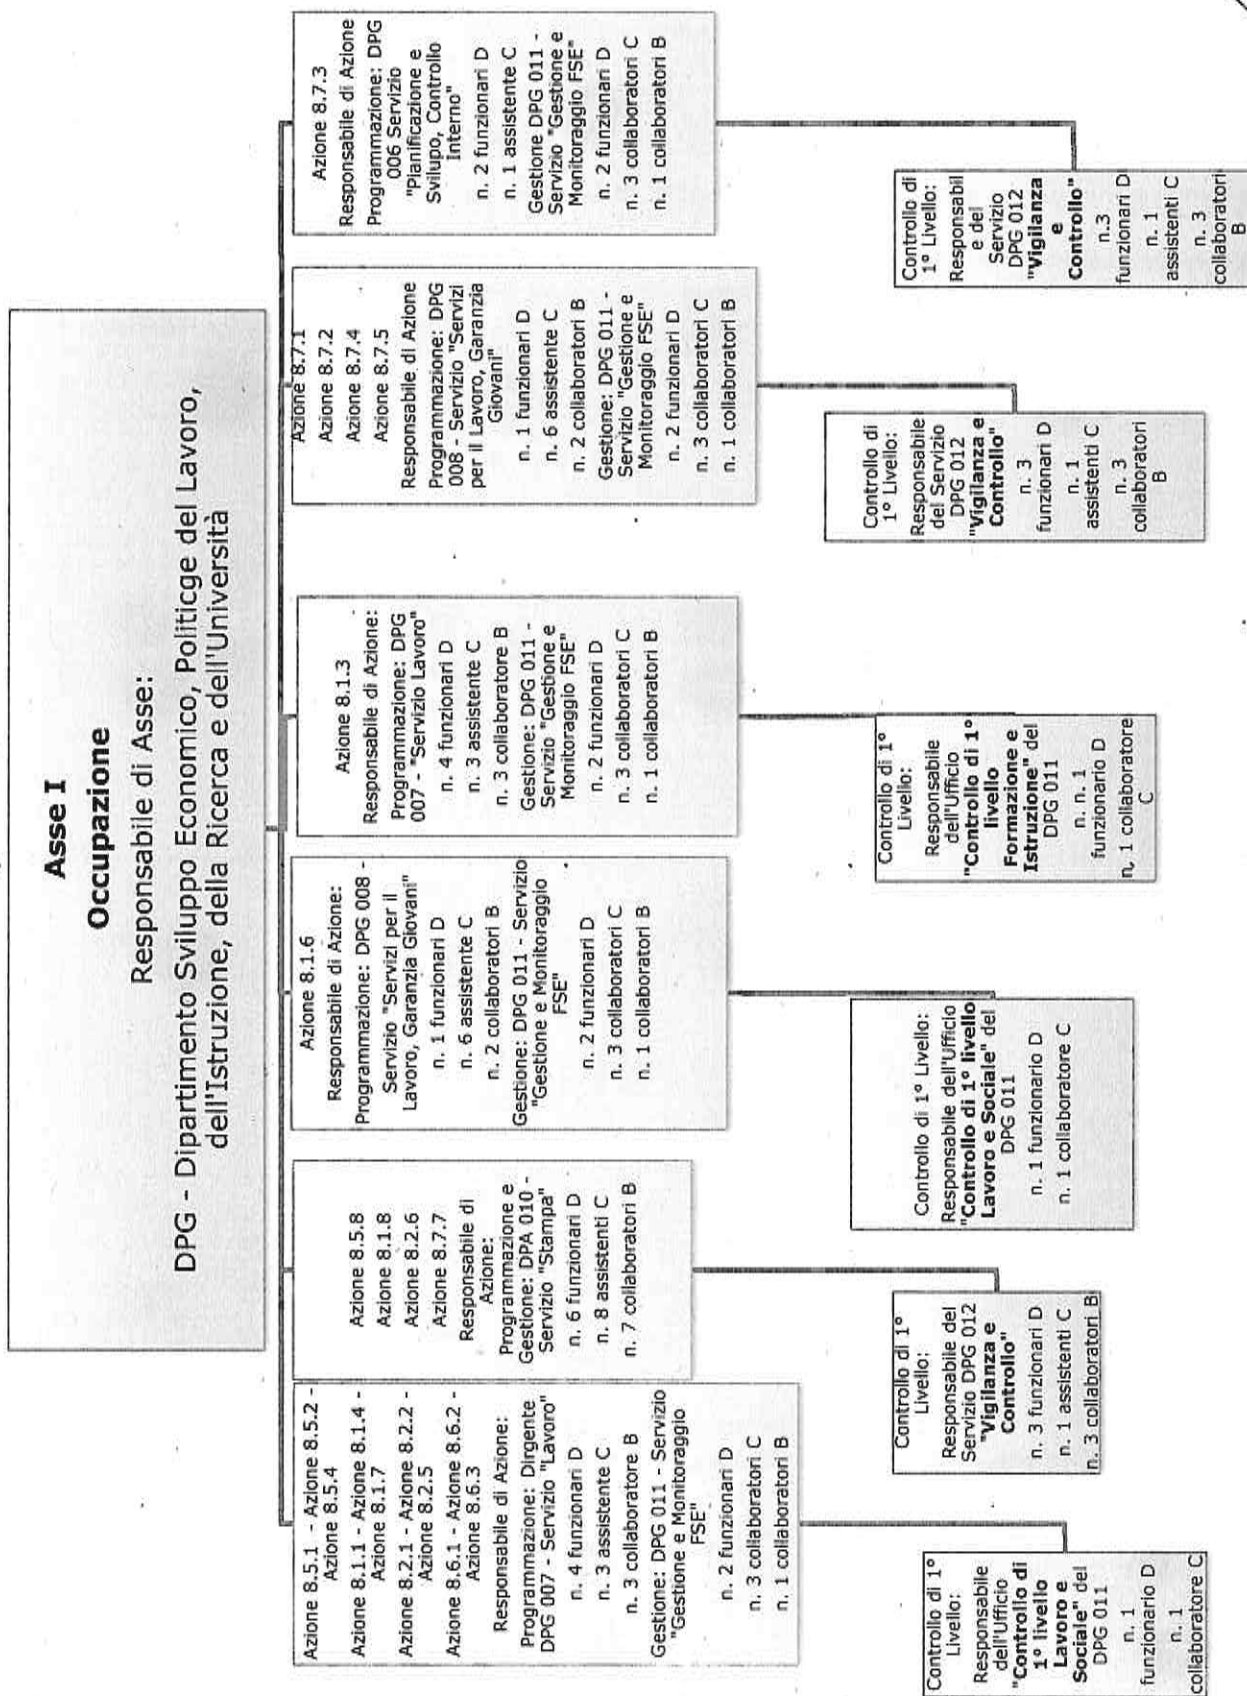 Asse I
Occupazione
Responsabile di Asse:
DPG - Dipartimento Sviluppo Economico, Politicge del Lavoro,
dell'Istruzione, della Ricerca e dell'Università
Azione 8.5.1 - Azione 8.5.2 -
Azione 8.5.4
Azione 8.1.1 - Azione 8.1.4 -
Azione 8.1.7
Azione 8.2.1 - Azione 8.2.2 -
Azione 8.2.5
Azione 8.6.1 - Azione 8.6.2 -
Azione 8.6.3
Responsabile di Azione:
Programmazione: Dirgente
DPG 007 - Servizio "Lavoro"
n. 4 funzionari D
n. 3 assistente C
n. 3 collaboratore B
Gestione: DPG 011 - Servizio
"Gestione e Monitoraggio
FSE"
n. 2 funzionari D
n. 3 collaboratori C
n. 1 collaboratori B
Controllo di 1°
Livello:
Responsabile
dell'Ufficio
"Controllo di
1° livello
Lavoro e
Sociale" del
DPG 011
n. 1
funzionario D
n. 1
collaboratore C
Azione 8.5.8
Azione 8.1.8
Azione 8.2.6
Azione 8.7.7
Responsabile di
Azione:
Programmazione e
Gestione: DPA 010 -
Servizio "Stampa"
n. 6 funzionari D
n. 8 assistenti C
n. 7 collaboratori B
Controllo di 1°
Livello:
Responsabile del
Servizio DPG 012
"Vigilanza e
Controllo"
n. 3 funzionari D
n. 1 assistenti C
n. 3 collaboratori B
Azione 8.1.6
Responsabile di Azione:
Programmazione: DPG 008 -
Servizio "Servizi per il
Lavoro, Garanzia Giovani"
n. 1 funzionari D
n. 6 assistente C
n. 2 collaboratori B
Gestione: DPG 011 - Servizio
"Gestione e Monitoraggio
FSE"
n. 2 funzionari D
n. 3 collaboratori C
n. 1 collaboratori B
Controllo di 1° Livello:
Responsabile dell'Ufficio
"Controllo di 1° livello
Lavoro e Sociale" del
DPG 011
n. 1 funzionario D
n. 1 collaboratore C
Azione 8.1.3
Responsabile di Azione:
Programmazione: DPG
007 - "Servizio Lavoro"
n. 4 funzionari D
n. 3 assistente C
n. 3 collaboratore B
Gestione: DPG 011 -
Servizio "Gestione e
Monitoraggio FSE"
n. 2 funzionari D
n. 3 collaboratori C
n. 1 collaboratori B
Controllo di 1°
Livello:
Responsabile
dell'Ufficio
"Controllo di 1°
livello
Formazione e
Istruzione" del
DPG 011
n. n. 1
funzionario D
n, 1 collaboratore
C
Azione 8.7.1
Azione 8.7.2
Azione 8.7.4
Azione 8.7.5
Responsabile di Azione
Programmazione: DPG
008 - Servizio "Servizi
per il Lavoro, Garanzia
Giovani"
n. 1 funzionari D
n. 6 assistente C
n. 2 collaboratori B
Gestione: DPG 011 -
Servizio "Gestione e
Monitoraggio FSE"
n. 2 funzionari D
n. 3 collaboratori C
n. 1 collaboratori B
Controllo di
1° Livello:
Responsabile
del Servizio
DPG 012
"Vigilanza e
Controllo"
n. 3
funzionari D
n. 1
assistenti C
n. 3
collaboratori
B
Azione 8.7.3
Responsabile di Azione
Programmazione: DPG
006 Servizio
"Pianificazione e
Svilupo, Controllo
Interno"
n. 2 funzionari D
n. 1 assistente C
Gestione DPG 011 -
Servizio "Gestione e
Monitoraggio FSE"
n. 2 funzionari D
n. 3 collaboratori C
n. 1 collaboratori B
Controllo di
1° Livello:
Responsabil
e del
Servizio
DPG 012
"Vigilanza
e
Controllo"
n.3
funzionari D
n. 1
assistenti C
n. 3
collaboratori
B